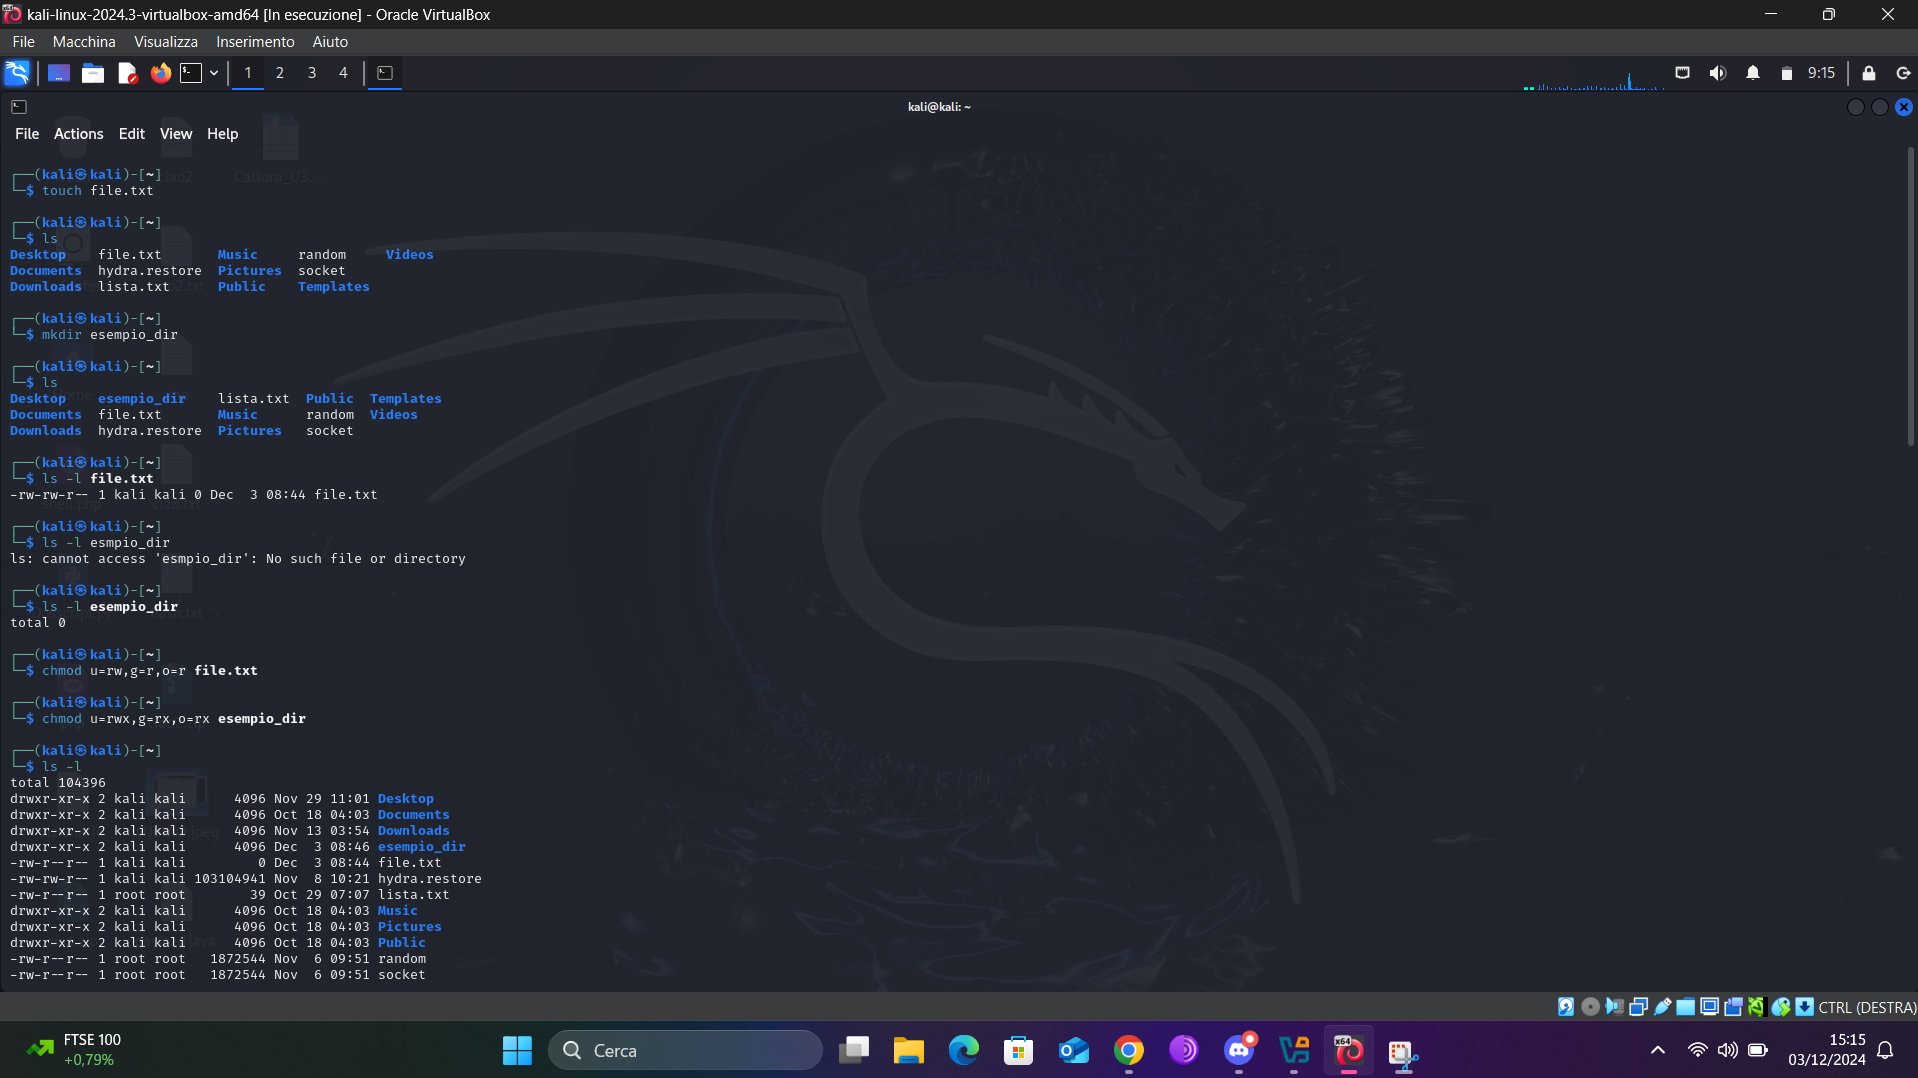 kali-linux-2024.3-virtualbox-amd64 [In esecuzione] - Oracle VirtualBox
File Macchina Visualizza Inserimento Aiuto
1 2 3 4 9:15
kali@kali: ~
File Actions Edit View Help
┌──(kali㉿kali)-[~]
└─$ touch file.txt
┌──(kali㉿kali)-[~]
└─$ ls
Desktop file.txt Music random Videos
Documents hydra.restore Pictures socket
Downloads lista.txt Public Templates
┌──(kali㉿kali)-[~]
└─$ mkdir esempio_dir
┌──(kali㉿kali)-[~]
└─$ ls
Desktop esempio_dir lista.txt Public Templates
Documents file.txt Music random Videos
Downloads hydra.restore Pictures socket
┌──(kali㉿kali)-[~]
└─$ ls -l file.txt
-rw-rw-r-- 1 kali kali 0 Dec  3 08:44 file.txt
┌──(kali㉿kali)-[~]
└─$ ls -l esmpio_dir
ls: cannot access 'esmpio_dir': No such file or directory
┌──(kali㉿kali)-[~]
└─$ ls -l esempio_dir
total 0
┌──(kali㉿kali)-[~]
└─$ chmod u=rw,g=r,o=r file.txt
┌──(kali㉿kali)-[~]
└─$ chmod u=rwx,g=rx,o=rx esempio_dir
┌──(kali㉿kali)-[~]
└─$ ls -l
total 104396
drwxr-xr-x 2 kali kali 4096 Nov 29 11:01 Desktop
drwxr-xr-x 2 kali kali 4096 Oct 18 04:03 Documents
drwxr-xr-x 2 kali kali 4096 Nov 13 03:54 Downloads
drwxr-xr-x 2 kali kali 4096 Dec  3 08:46 esempio_dir
-rw-r--r-- 1 kali kali 0 Dec  3 08:44 file.txt
-rw-rw-r-- 1 kali kali 103104941 Nov  8 10:21 hydra.restore
-rw-r--r-- 1 root root 39 Oct 29 07:07 lista.txt
drwxr-xr-x 2 kali kali 4096 Oct 18 04:03 Music
drwxr-xr-x 2 kali kali 4096 Oct 18 04:03 Pictures
drwxr-xr-x 2 kali kali 4096 Oct 18 04:03 Public
-rw-r--r-- 1 root root 1872544 Nov  6 09:51 random
-rw-r--r-- 1 root root 1872544 Nov  6 09:51 socket
CTRL (DESTRA)
FTSE 100
+0,79%
Cerca
15:15
03/12/2024